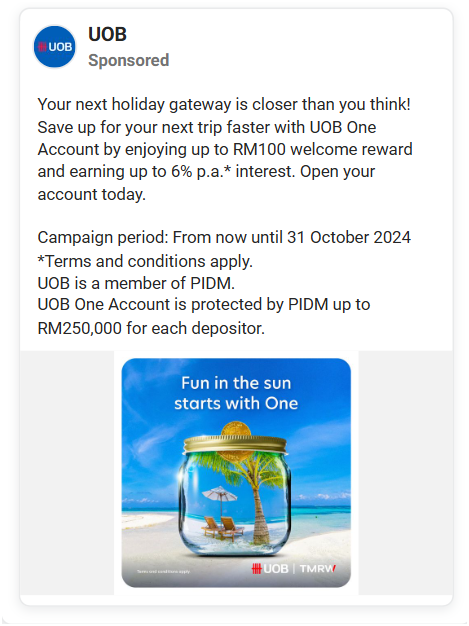 UOB
UOB
Sponsored
Your next holiday gateway is closer than you think!
Save up for your next trip faster with UOB One
Account by enjoying up to RM100 welcome reward
and earning up to 6% p.a.* interest. Open your
account today.
Campaign period: From now until 31 October 2024
*Terms and conditions apply.
UOB is a member of PIDM.
UOB One Account is protected by PIDM up to
RM250,000 for each depositor.
Fun in the sun
starts with One
Terms and conditions apply.
UOB | TMRW